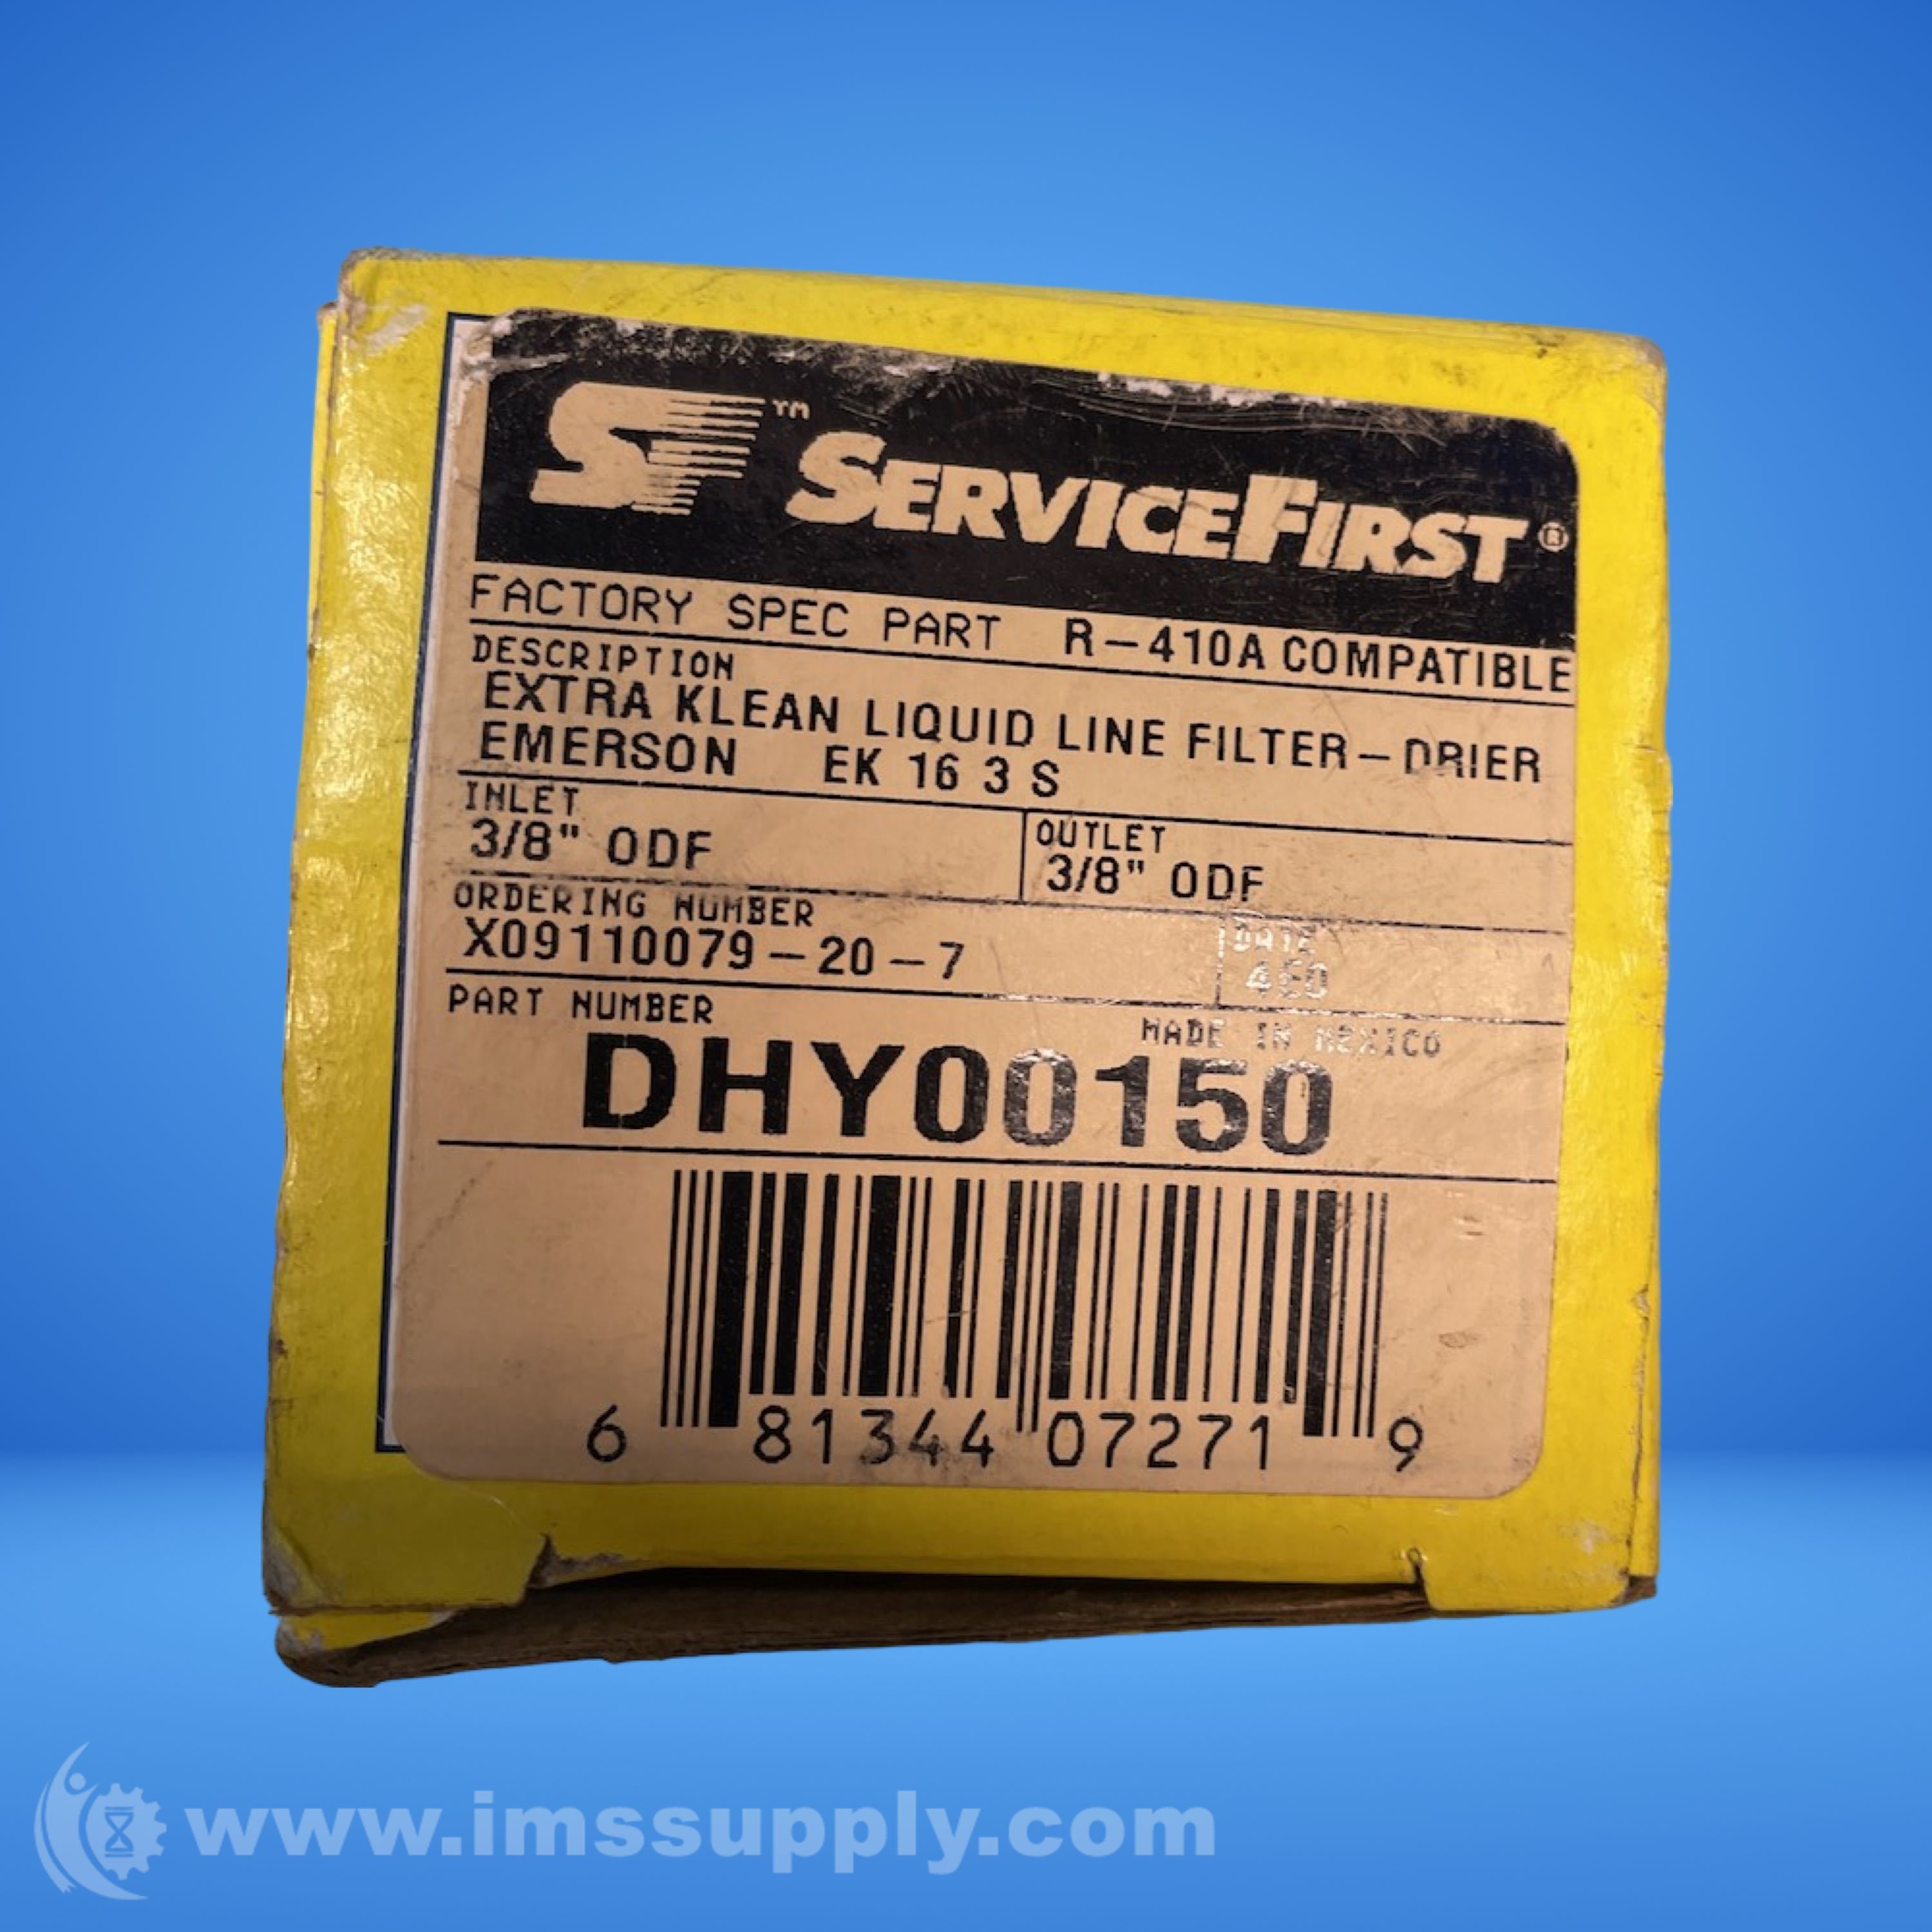 SF™ SERVICEFIRST®
FACTORY SPEC PART R-410A COMPATIBLE
DESCRIPTION
EXTRA KLEAN LIQUID LINE FILTER-DRIER
EMERSON EK 16 3 S
INLET
3/8" ODF
OUTLET
3/8" ODF
ORDERING NUMBER
X09110079-20-7
DATE
PART NUMBER
MADE IN MEXICO
DHY00150
6 81344 07271 9
www.imssupply.com